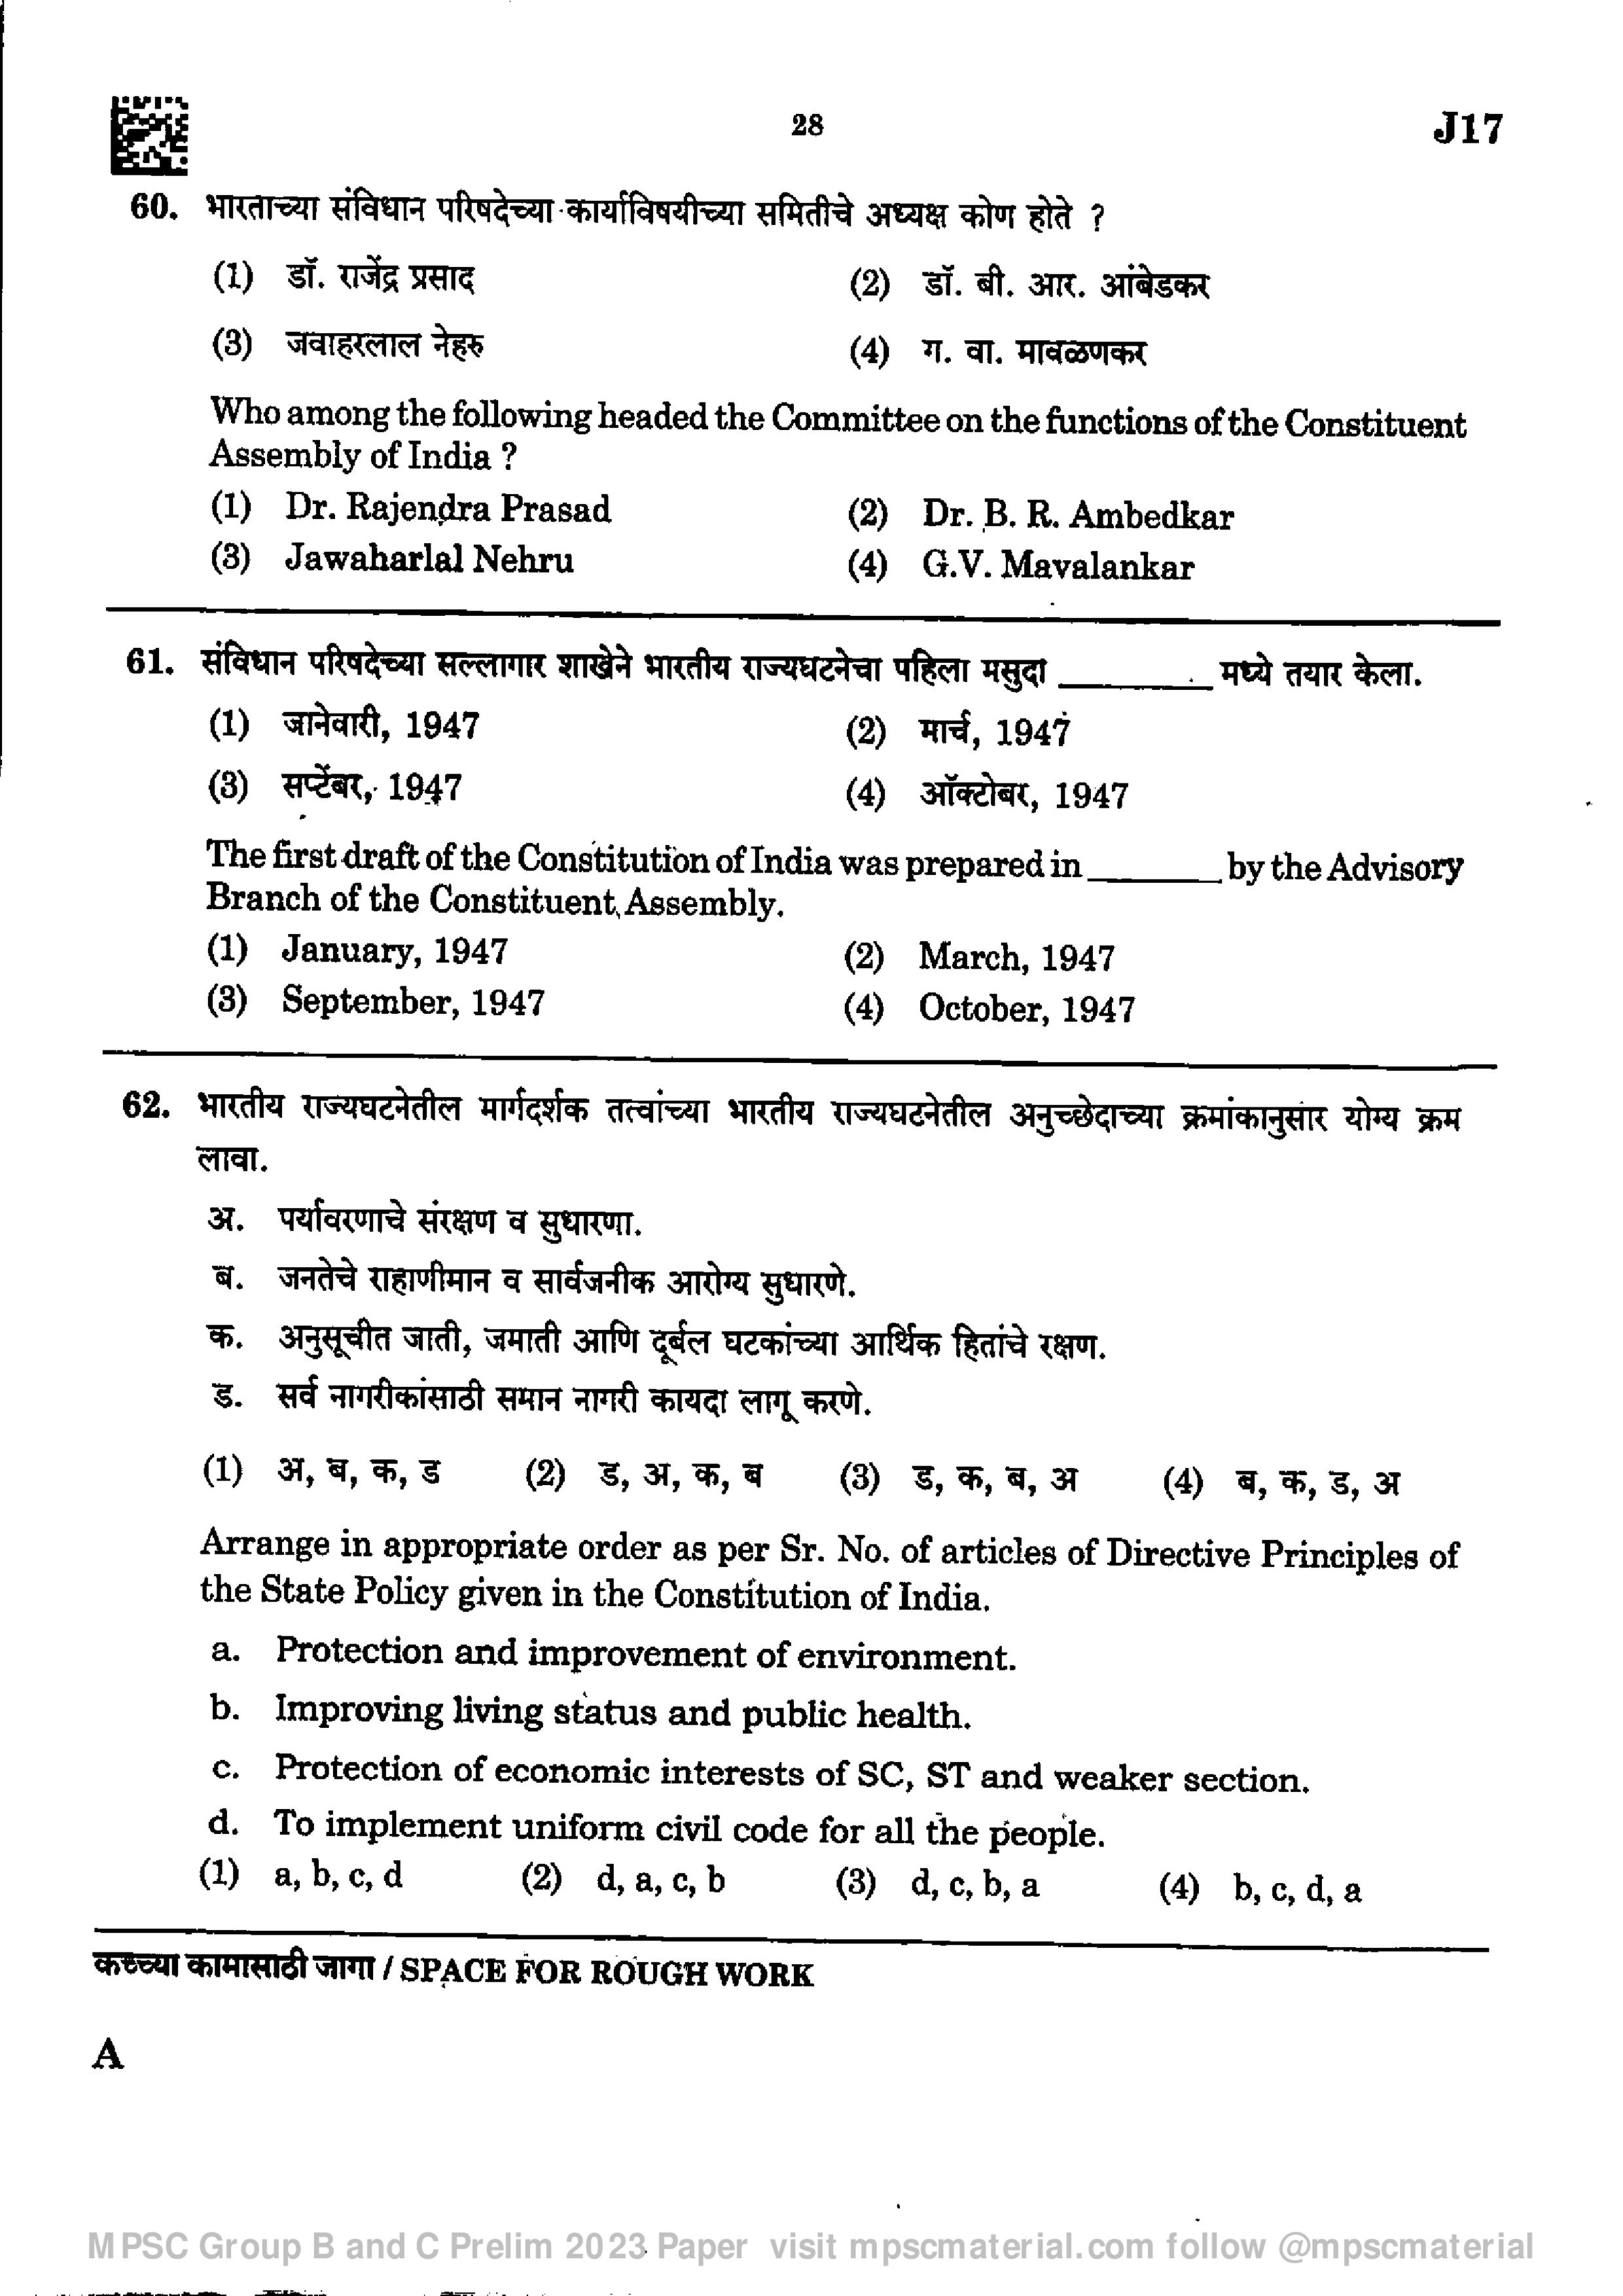 28
J17
60. भारताच्या संविधान परिषदेच्या कार्याविषयीच्या समितीचे अध्यक्ष कोण होते ?
(1) डॉ. राजेंद्र प्रसाद (2) डॉ. बी. आर. आंबेडकर
(3) जवाहरलाल नेहरु (4) ग. वा. मावळणकर
Who among the following headed the Committee on the functions of the Constituent
Assembly of India ?
(1) Dr. Rajendra Prasad (2) Dr. B. R. Ambedkar
(3) Jawaharlal Nehru (4) G.V. Mavalankar
61. संविधान परिषदेच्या सल्लागार शाखेने भारतीय राज्यघटनेचा पहिला मसुदा ________ मध्ये तयार केला.
(1) जानेवारी, 1947 (2) मार्च, 1947
(3) सप्टेंबर, 1947 (4) ऑक्टोबर, 1947
The first draft of the Constitution of India was prepared in _______ by the Advisory
Branch of the Constituent Assembly.
(1) January, 1947 (2) March, 1947
(3) September, 1947 (4) October, 1947
62. भारतीय राज्यघटनेतील मार्गदर्शक तत्वांच्या भारतीय राज्यघटनेतील अनुच्छेदाच्या क्रमांकानुसार योग्य क्रम
लावा.
अ. पर्यावरणाचे संरक्षण व सुधारणा.
ब. जनतेचे राहाणीमान व सार्वजनीक आरोग्य सुधारणे.
क. अनुसूचीत जाती, जमाती आणि दूर्बल घटकांच्या आर्थिक हितांचे रक्षण.
ड. सर्व नागरीकांसाठी समान नागरी कायदा लागू करणे.
(1) अ, ब, क, ड (2) ड, अ, क, ब (3) ड, क, ब, अ (4) ब, क, ड, अ
Arrange in appropriate order as per Sr. No. of articles of Directive Principles of
the State Policy given in the Constitution of India.
a. Protection and improvement of environment.
b. Improving living status and public health.
c. Protection of economic interests of SC, ST and weaker section.
d. To implement uniform civil code for all the people.
(1) a, b, c, d (2) d, a, c, b (3) d, c, b, a (4) b, c, d, a
कच्च्या कामासाठी जागा / SPACE FOR ROUGH WORK
A
MPSC Group B and C Prelim 2023 Paper visit mpscmaterial.com follow @mpscmaterial